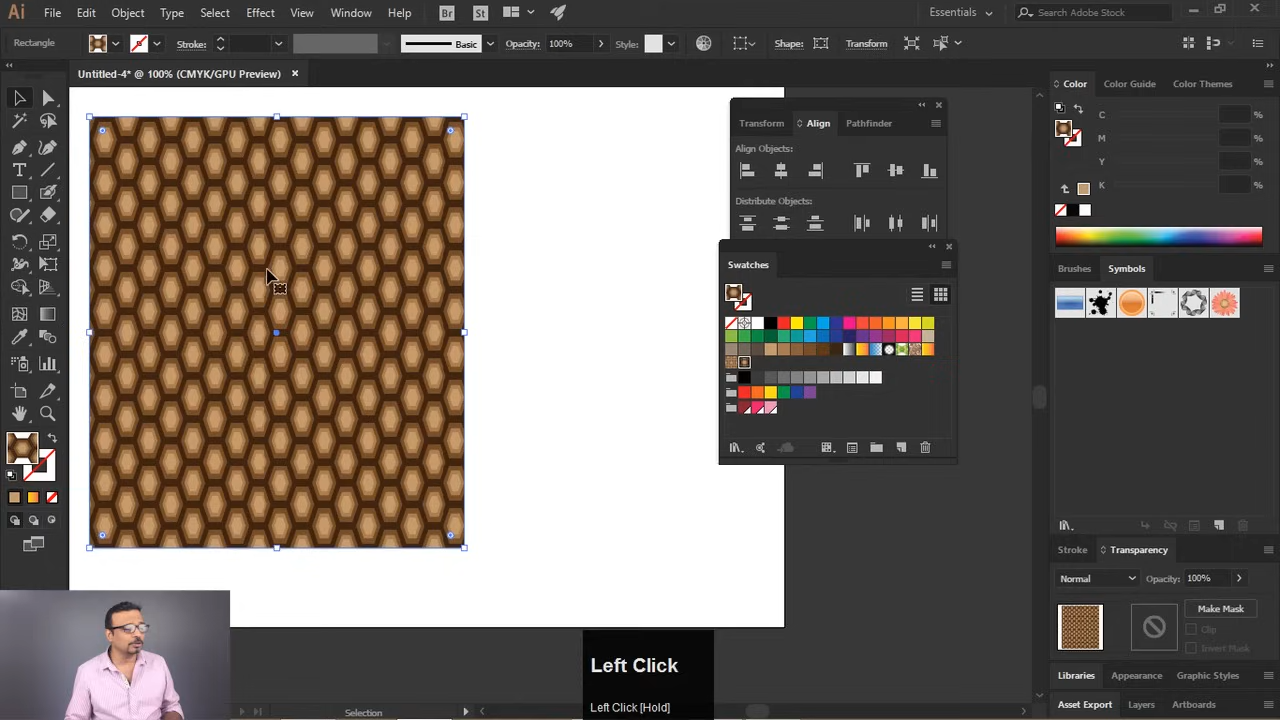 Ai File Edit Object Type Select Effect View Window Help Br St Essentials Search Adobe Stock
Rectangle Stroke: Basic Opacity: 100% Style: Shape: Transform
Untitled-4* @ 100% (CMYK/GPU Preview) ×
Color Color Guide Color Themes
C %
M %
Y %
K %
Transform Align Pathfinder
Align Objects:
Distribute Objects:
Swatches
Brushes Symbols
Stroke Transparency
Normal Opacity: 100%
Make Mask
Clip
Invert Mask
Libraries Appearance Graphic Styles
Asset Export Layers Artboards
Left Click
Left Click [Hold]
Selection